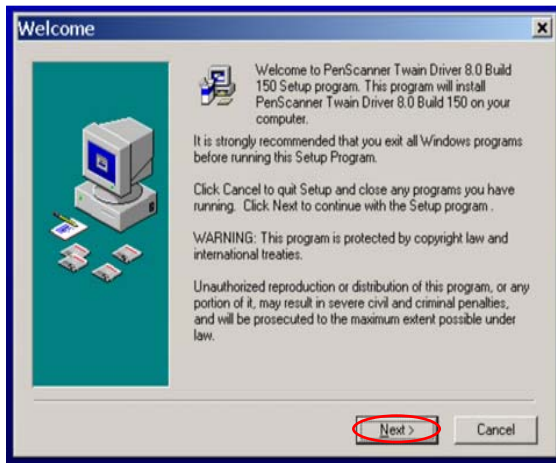 Welcome
Welcome to PenScanner Twain Driver 8.0 Build
150 Setup program. This program will install
PenScanner Twain Driver 8.0 Build 150 on your
computer.
It is strongly recommended that you exit all Windows programs
before running this Setup Program.
Click Cancel to quit Setup and close any programs you have
running. Click Next to continue with the Setup program .
WARNING: This program is protected by copyright law and
international treaties.
Unauthorized reproduction or distribution of this program, or any
portion of it, may result in severe civil and criminal penalties,
and will be prosecuted to the maximum extent possible under
law.
Next > Cancel